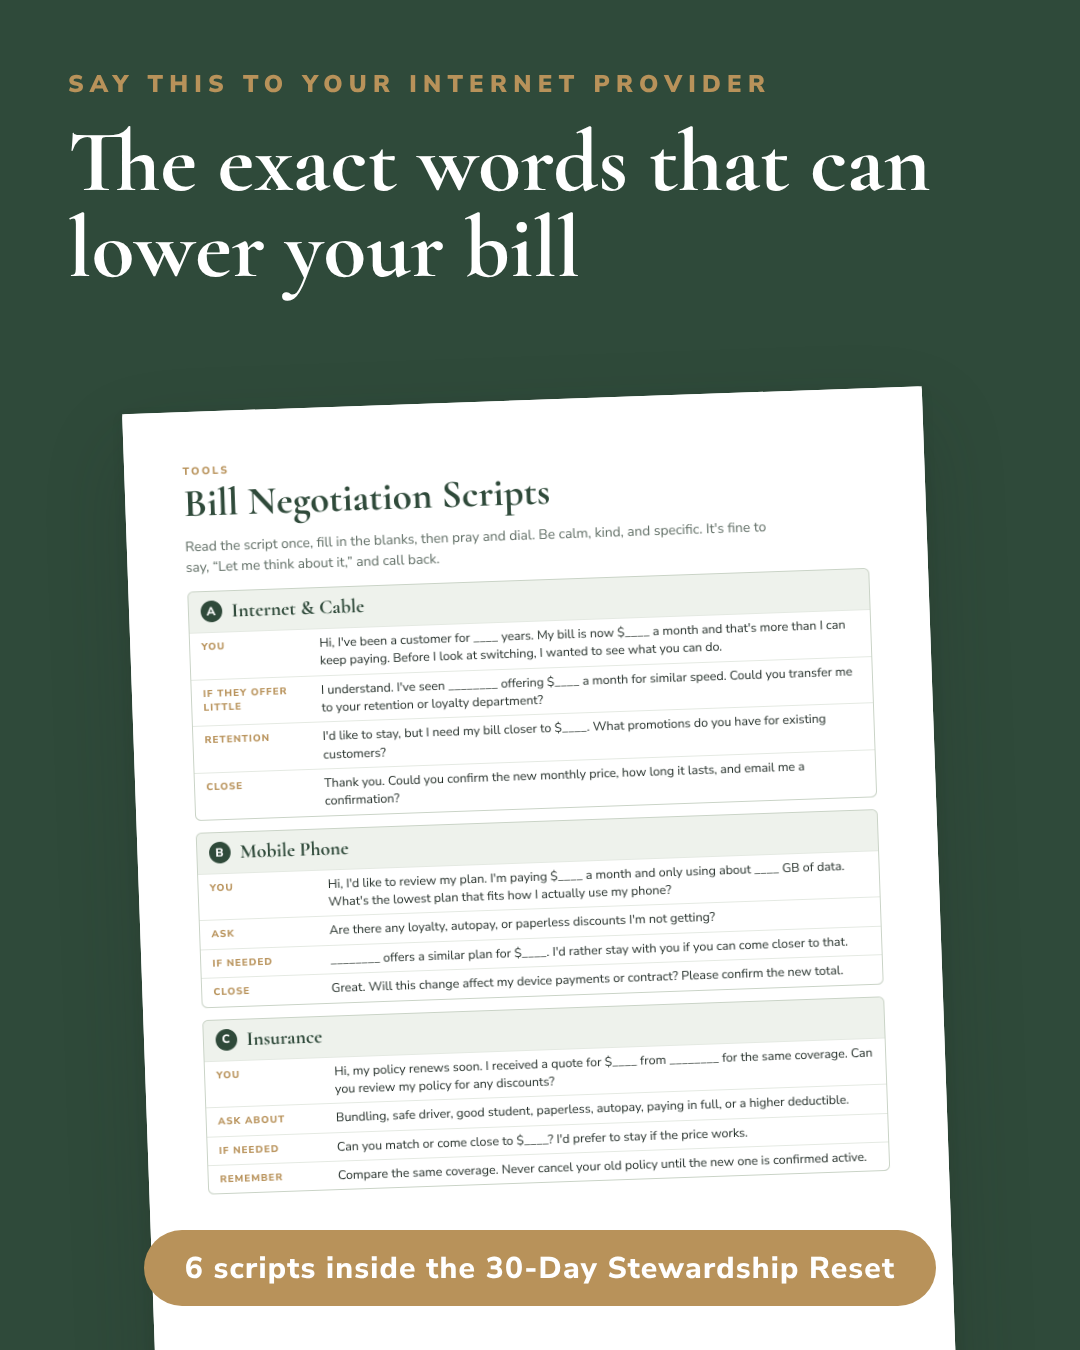 SAY THIS TO YOUR INTERNET PROVIDER
The exact words that can
lower your bill
TOOLS
Bill Negotiation Scripts
Read the script once, fill in the blanks, then pray and dial. Be calm, kind, and specific. It's fine to
say, “Let me think about it,” and call back.
A Internet & Cable
YOU
Hi, I've been a customer for ____ years. My bill is now $____ a month and that's more than I can
keep paying. Before I look at switching, I wanted to see what you can do.
IF THEY OFFER
LITTLE
I understand. I've seen ________ offering $____ a month for similar speed. Could you transfer me
to your retention or loyalty department?
RETENTION
I'd like to stay, but I need my bill closer to $____. What promotions do you have for existing
customers?
CLOSE
Thank you. Could you confirm the new monthly price, how long it lasts, and email me a
confirmation?
B Mobile Phone
YOU
Hi, I'd like to review my plan. I'm paying $____ a month and only using about ____ GB of data.
What's the lowest plan that fits how I actually use my phone?
ASK
Are there any loyalty, autopay, or paperless discounts I'm not getting?
IF NEEDED
________ offers a similar plan for $____. I'd rather stay with you if you can come closer to that.
CLOSE
Great. Will this change affect my device payments or contract? Please confirm the new total.
C Insurance
YOU
Hi, my policy renews soon. I received a quote for $____ from ________ for the same coverage. Can
you review my policy for any discounts?
ASK ABOUT
Bundling, safe driver, good student, paperless, autopay, paying in full, or a higher deductible.
IF NEEDED
Can you match or come close to $____? I'd prefer to stay if the price works.
REMEMBER
Compare the same coverage. Never cancel your old policy until the new one is confirmed active.
6 scripts inside the 30-Day Stewardship Reset